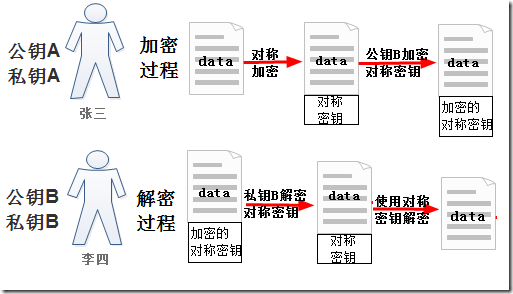 公钥A
私钥A
张三
加密
过程
data
对称
加密
data
对称
密钥
公钥B加密
对称密钥
data
加密的
对称密钥
公钥B
私钥B
李四
解密
过程
data
加密的
对称密钥
私钥B解密
对称密钥
data
对称
密钥
使用对称
密钥解密
data